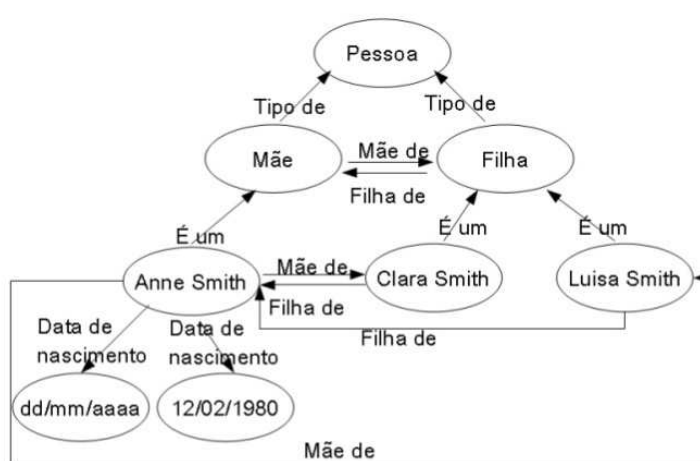 Pessoa
Tipo de
Tipo de
Mãe
Mãe de
Filha
Filha de
É um
É um
É um
Anne Smith
Mãe de
Clara Smith
Luisa Smith
Filha de
Filha de
Data de
nascimento
Data de
nascimento
dd/mm/aaaa
12/02/1980
Mãe de